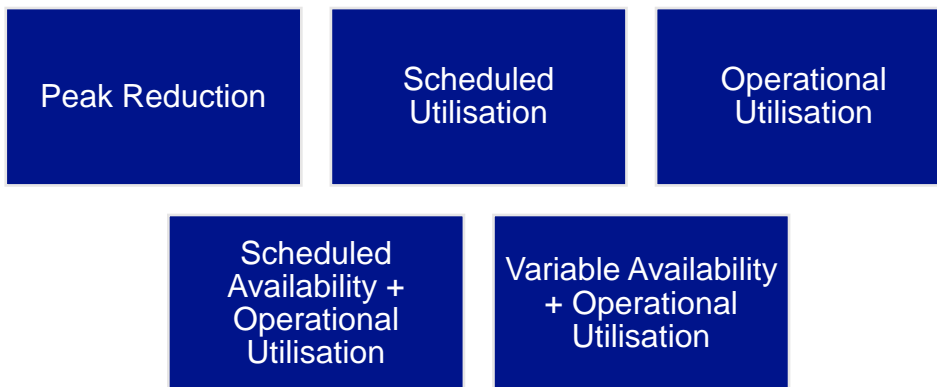 Peak Reduction
Scheduled
Utilisation
Operational
Utilisation
Scheduled
Availability +
Operational
Utilisation
Variable Availability
+ Operational
Utilisation